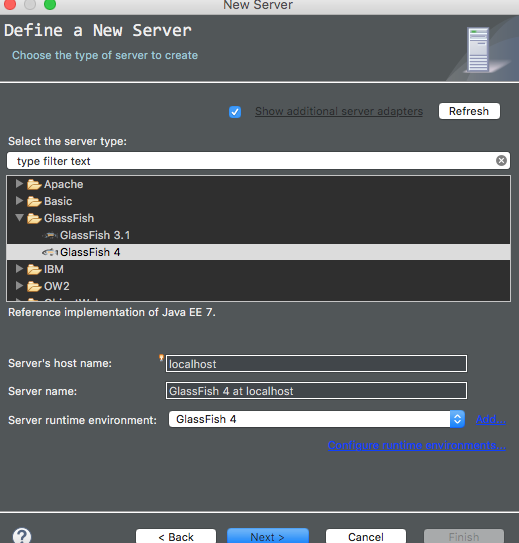 New Server
Define a New Server
Choose the type of server to create
Show additional server adapters Refresh
Select the server type:
type filter text
Apache
Basic
GlassFish
GlassFish 3.1
GlassFish 4
IBM
OW2
ObjectWeb
Reference implementation of Java EE 7.
Server's host name: localhost
Server name: GlassFish 4 at localhost
Server runtime environment: GlassFish 4 Add...
Configure runtime environments...
? < Back Next > Cancel Finish